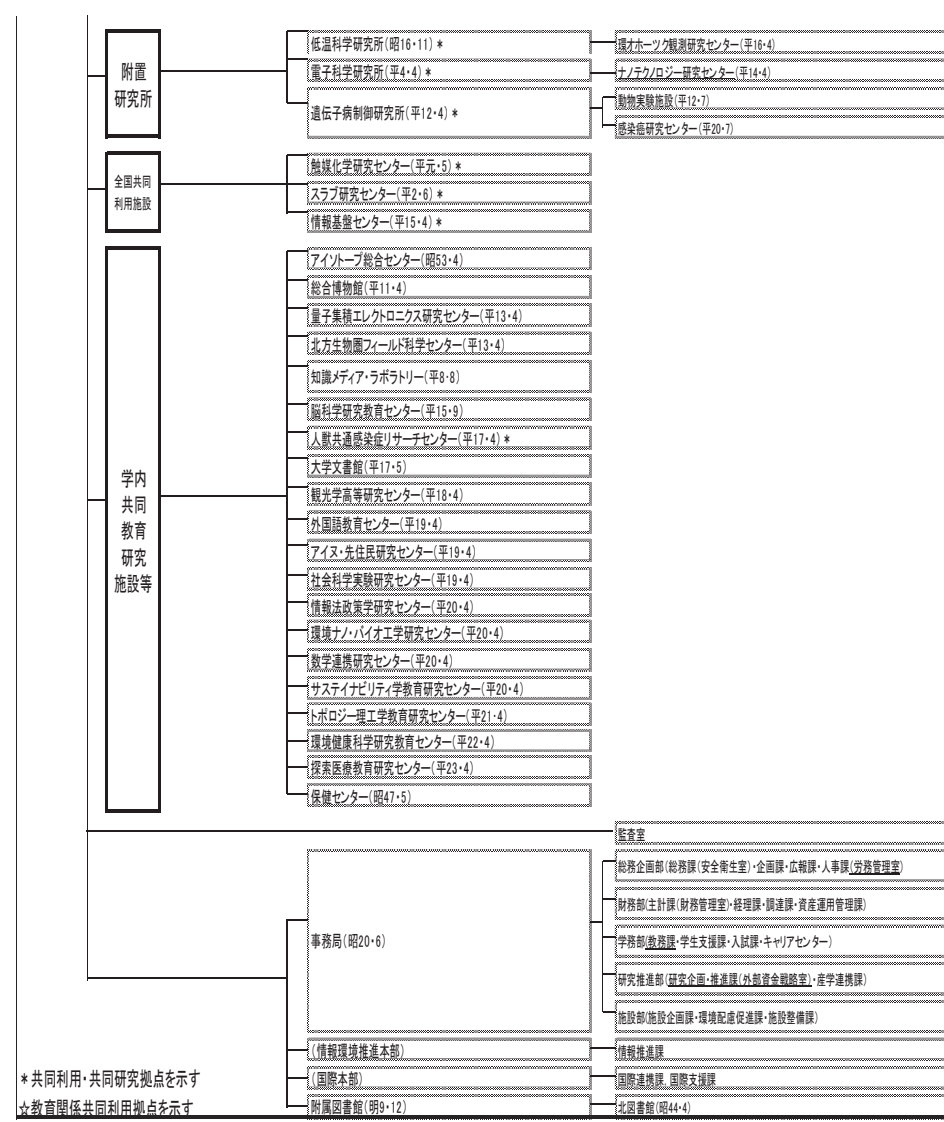 附置
研究所
低温科学研究所(昭16・11)*
環オホーツク観測研究センター(平16・4)
電子科学研究所(平4・4)*
ナノテクノロジー研究センター(平14・4)
遺伝子病制御研究所(平12・4)*
動物実験施設(平12・7)
感染癌研究センター(平20・7)
全国共同
利用施設
触媒化学研究センター(平元・5)*
スラブ研究センター(平2・6)*
情報基盤センター(平15・4)*
学内
共同
教育
研究
施設等
アイソトープ総合センター(昭53・4)
総合博物館(平11・4)
量子集積エレクトロニクス研究センター(平13・4)
北方生物圏フィールド科学センター(平13・4)
知識メディア・ラボラトリー(平8・8)
脳科学研究教育センター(平15・9)
人獣共通感染症リサーチセンター(平17・4)*
大学文書館(平17・5)
観光学高等研究センター(平18・4)
外国語教育センター(平19・4)
アイヌ・先住民研究センター(平19・4)
社会科学実験研究センター(平19・4)
情報法政策学研究センター(平20・4)
環境ナノ・バイオ工学研究センター(平20・4)
数学連携研究センター(平20・4)
サステイナビリティ学教育研究センター(平20・4)
トポロジー理工学教育研究センター(平21・4)
環境健康科学研究教育センター(平22・4)
探索医療教育研究センター(平23・4)
保健センター(昭47・5)
監査室
事務局(昭20・6)
総務企画部(総務課(安全衛生室)・企画課・広報課・人事課(労務管理室)
財務部(主計課(財務管理室)・経理課・調達課・資産運用管理課)
学務部(教務課・学生支援課・入試課・キャリアセンター)
研究推進部(研究企画・推進課(外部資金戦略室)・産学連携課)
施設部(施設企画課・環境配慮促進課・施設整備課)
(情報環境推進本部)
情報推進課
(国際本部)
国際連携課、国際支援課
附属図書館(明9・12)
北図書館(昭44・4)
*共同利用・共同研究拠点を示す
☆教育関係共同利用拠点を示す